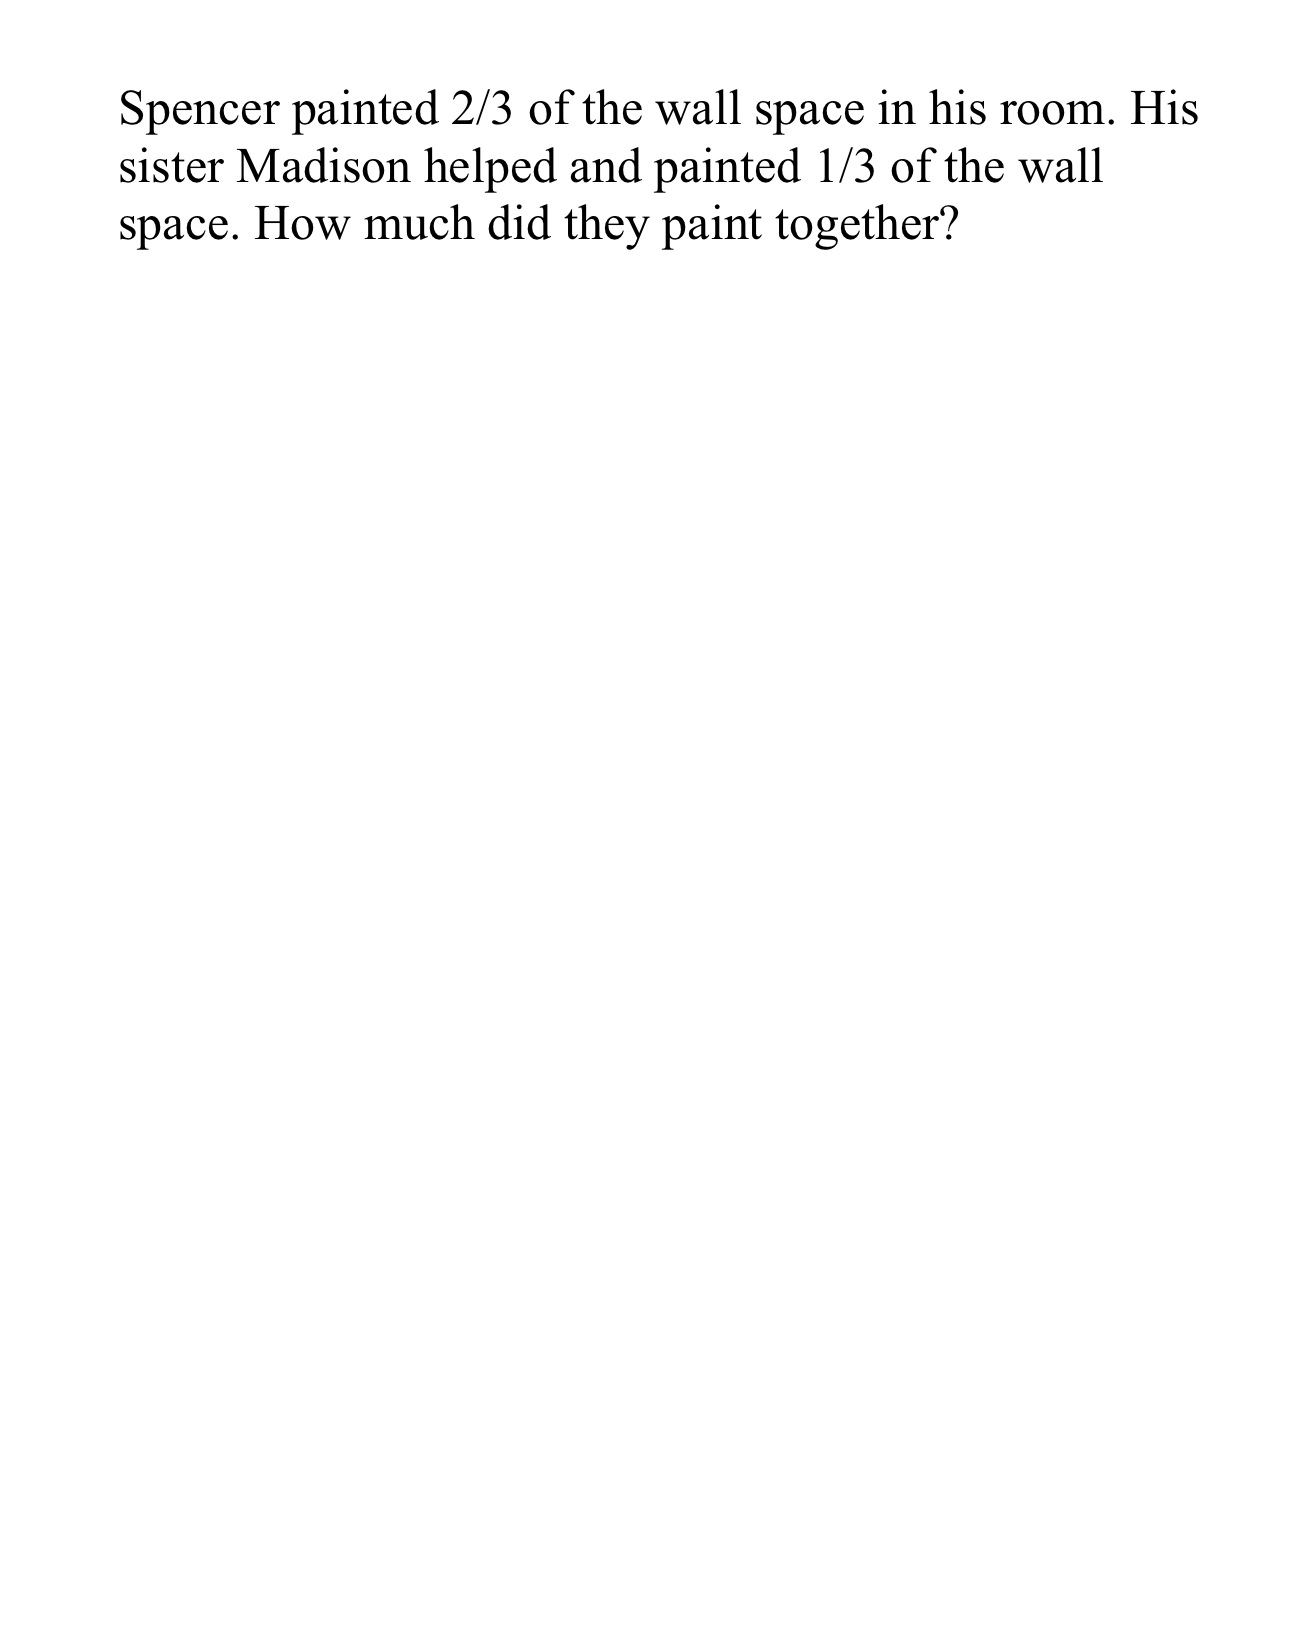 Spencer painted 2/3 of the wall space in his room. His
sister Madison helped and painted 1/3 of the wall
space. How much did they paint together?